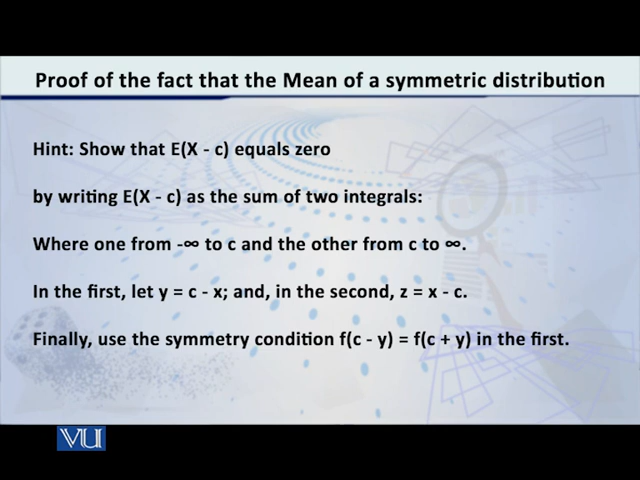 Proof of the fact that the Mean of a symmetric distribution
Hint: Show that E(X - c) equals zero
by writing E(X - c) as the sum of two integrals:
Where one from -∞ to c and the other from c to ∞.
In the first, let y = c - x; and, in the second, z = x - c.
Finally, use the symmetry condition f(c - y) = f(c + y) in the first.
VU